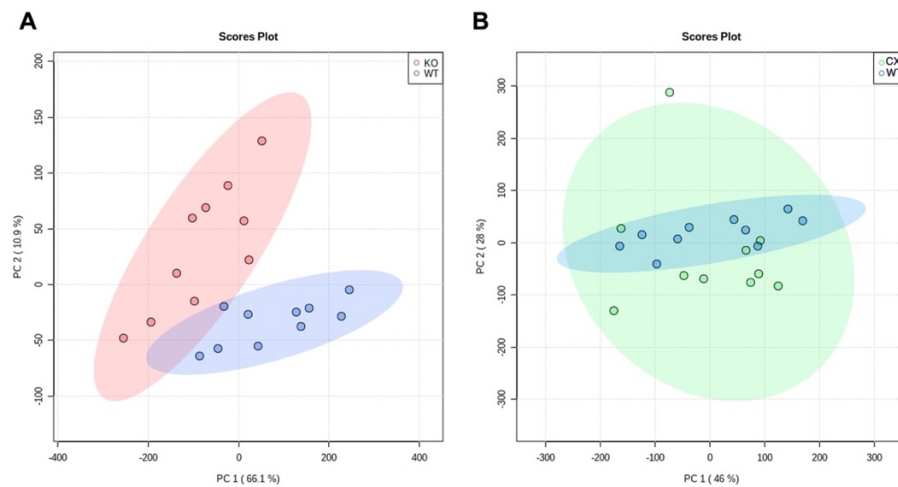 A
Scores Plot
KO
WT
200
150
100
50
0
-50
-100
-400
-200
0
200
400
PC 2 ( 10.9 %)
PC 1 ( 66.1 %)
B
Scores Plot
CX
WT
300
200
100
0
-100
-200
-300
-300
-200
-100
0
100
200
300
PC 2 ( 28 %)
PC 1 ( 46 %)